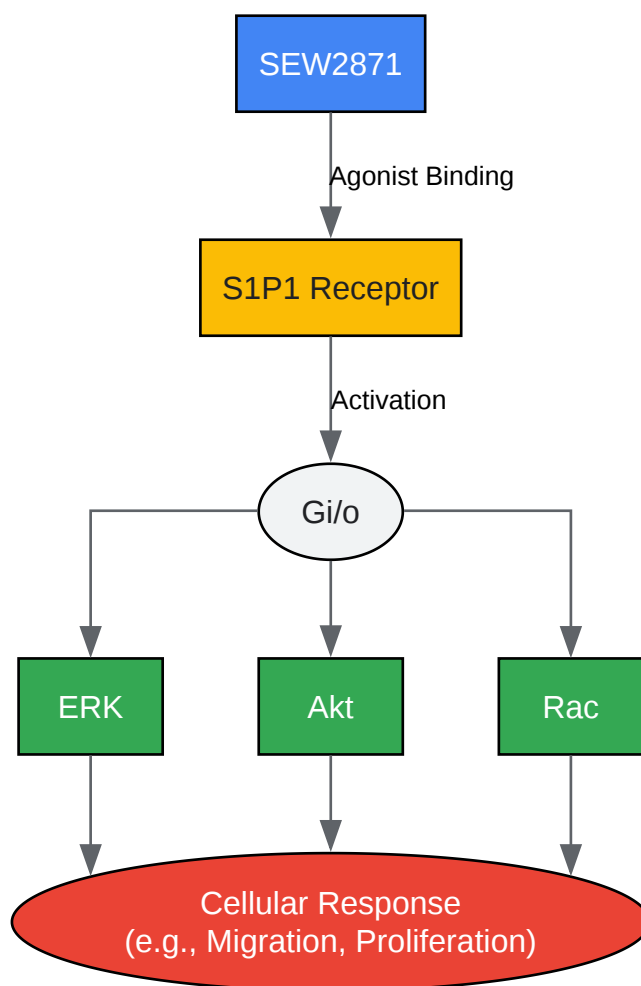 SEW2871
Agonist Binding
S1P1 Receptor
Activation
Gi/o
ERK
Akt
Rac
Cellular Response
(e.g., Migration, Proliferation)